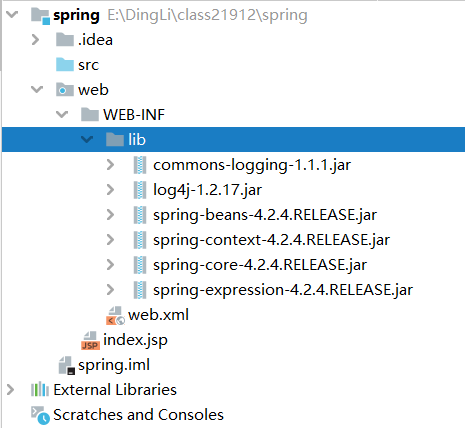 spring E:\DingLi\class21912\spring
.idea
src
web
WEB-INF
lib
commons-logging-1.1.1.jar
log4j-1.2.17.jar
spring-beans-4.2.4.RELEASE.jar
spring-context-4.2.4.RELEASE.jar
spring-core-4.2.4.RELEASE.jar
spring-expression-4.2.4.RELEASE.jar
web.xml
JSP index.jsp
spring.iml
External Libraries
Scratches and Consoles